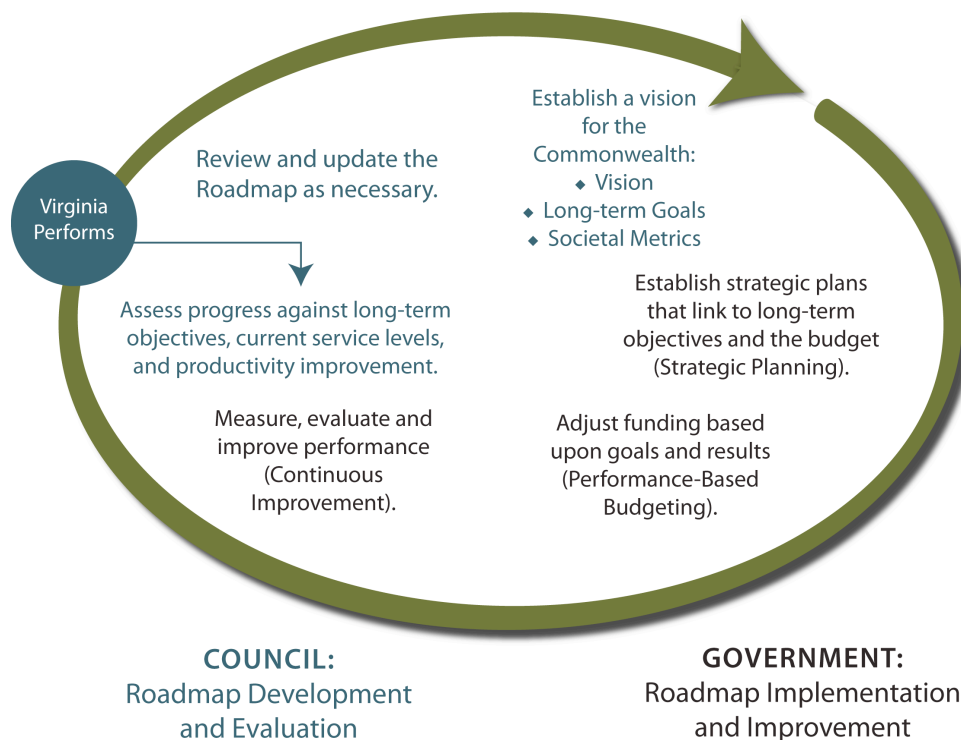 Establish a vision
for the
Commonwealth:
◆ Vision
◆ Long-term Goals
◆ Societal Metrics
Establish strategic plans
that link to long-term
objectives and the budget
(Strategic Planning).
Adjust funding based
upon goals and results
(Performance-Based
Budgeting).
Measure, evaluate and
improve performance
(Continuous
Improvement).
Virginia
Performs
Assess progress against long-term
objectives, current service levels,
and productivity improvement.
Review and update the
Roadmap as necessary.
COUNCIL:
Roadmap Development
and Evaluation
GOVERNMENT:
Roadmap Implementation
and Improvement